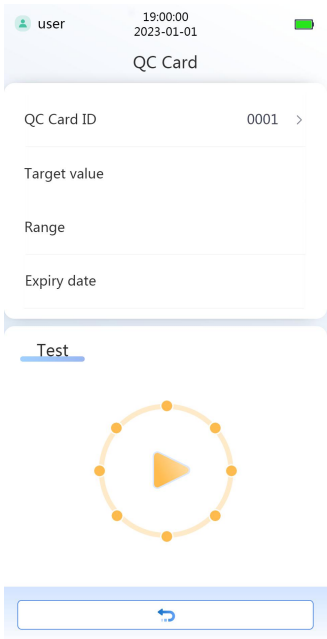 user
19:00:00
2023-01-01
QC Card
QC Card ID 0001
Target value
Range
Expiry date
Test